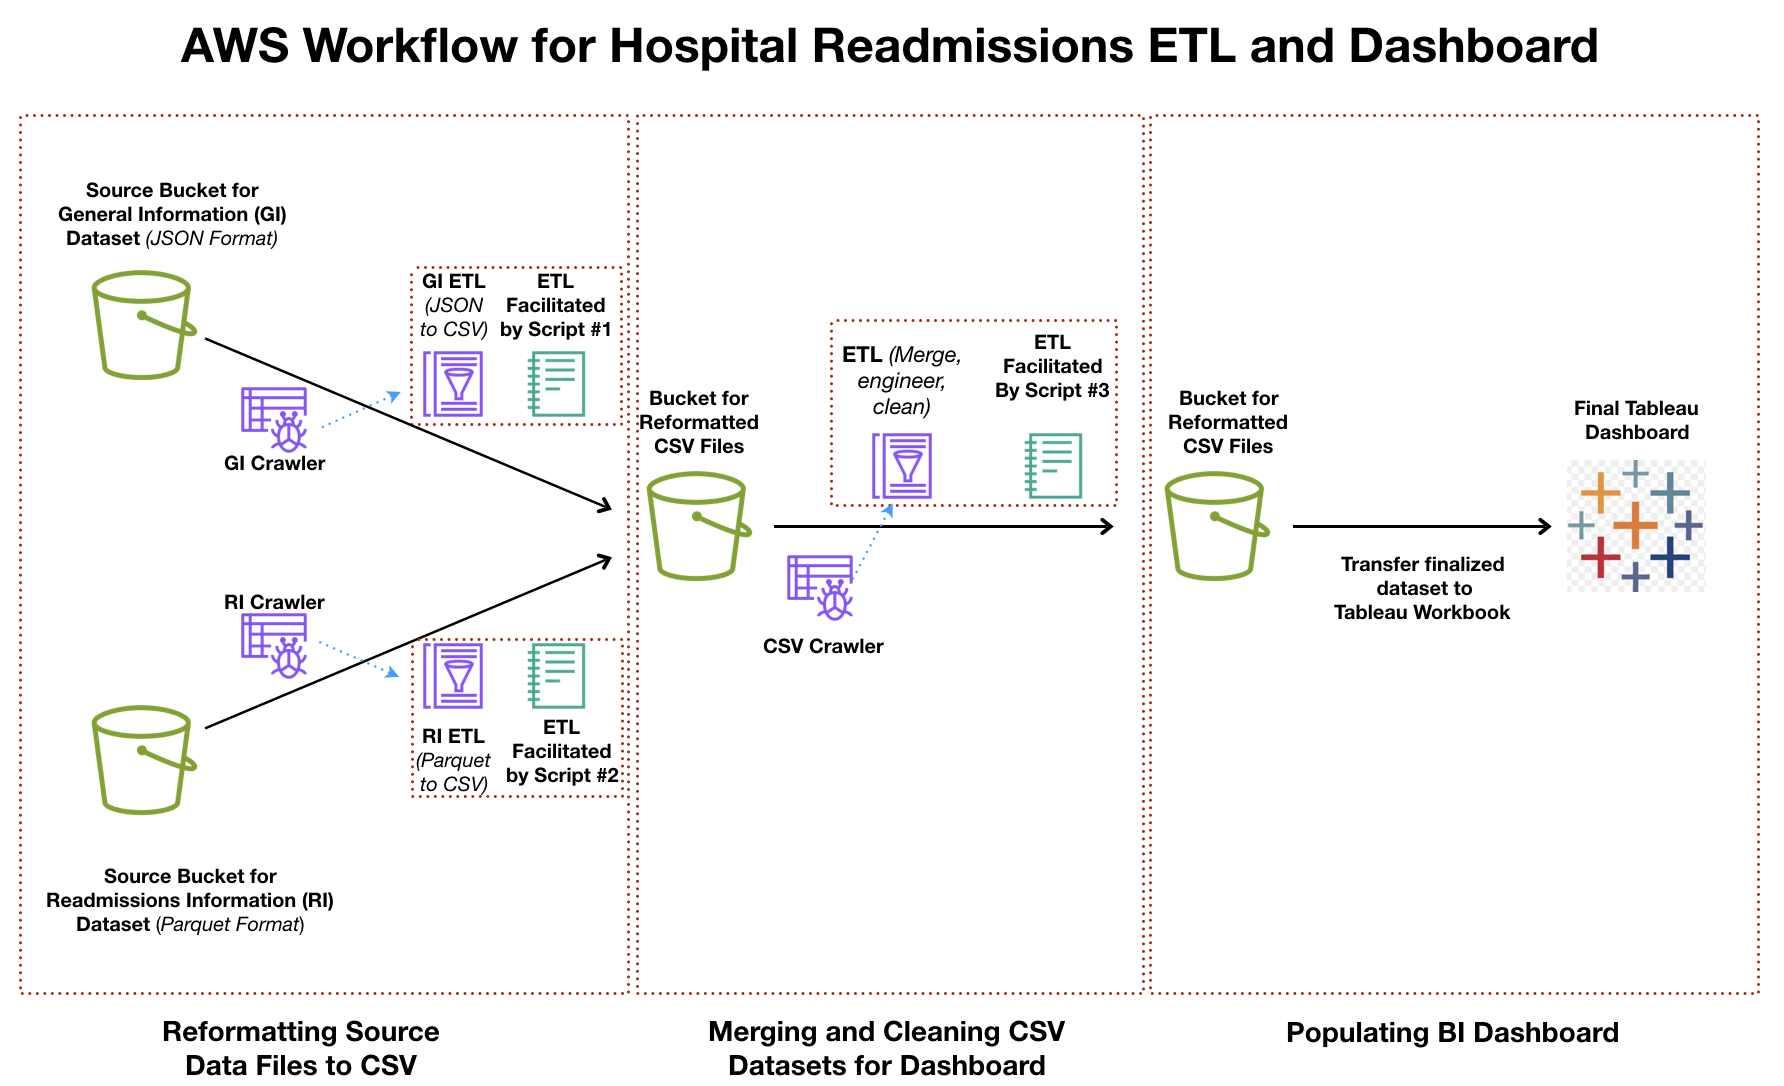 AWS Workflow for Hospital Readmissions ETL and Dashboard
Source Bucket for
General Information (GI)
Dataset (JSON Format)
GI ETL
(JSON
to CSV)
ETL
Facilitated
by Script #1
GI Crawler
RI Crawler
RI ETL
(Parquet
to CSV)
ETL
Facilitated
by Script #2
Source Bucket for
Readmissions Information (RI)
Dataset (Parquet Format)
Reformatting Source
Data Files to CSV
Bucket for
Reformatted
CSV Files
ETL (Merge,
engineer,
clean)
ETL
Facilitated
By Script #3
CSV Crawler
Merging and Cleaning CSV
Datasets for Dashboard
Bucket for
Reformatted
CSV Files
Transfer finalized
dataset to
Tableau Workbook
Final Tableau
Dashboard
Populating BI Dashboard